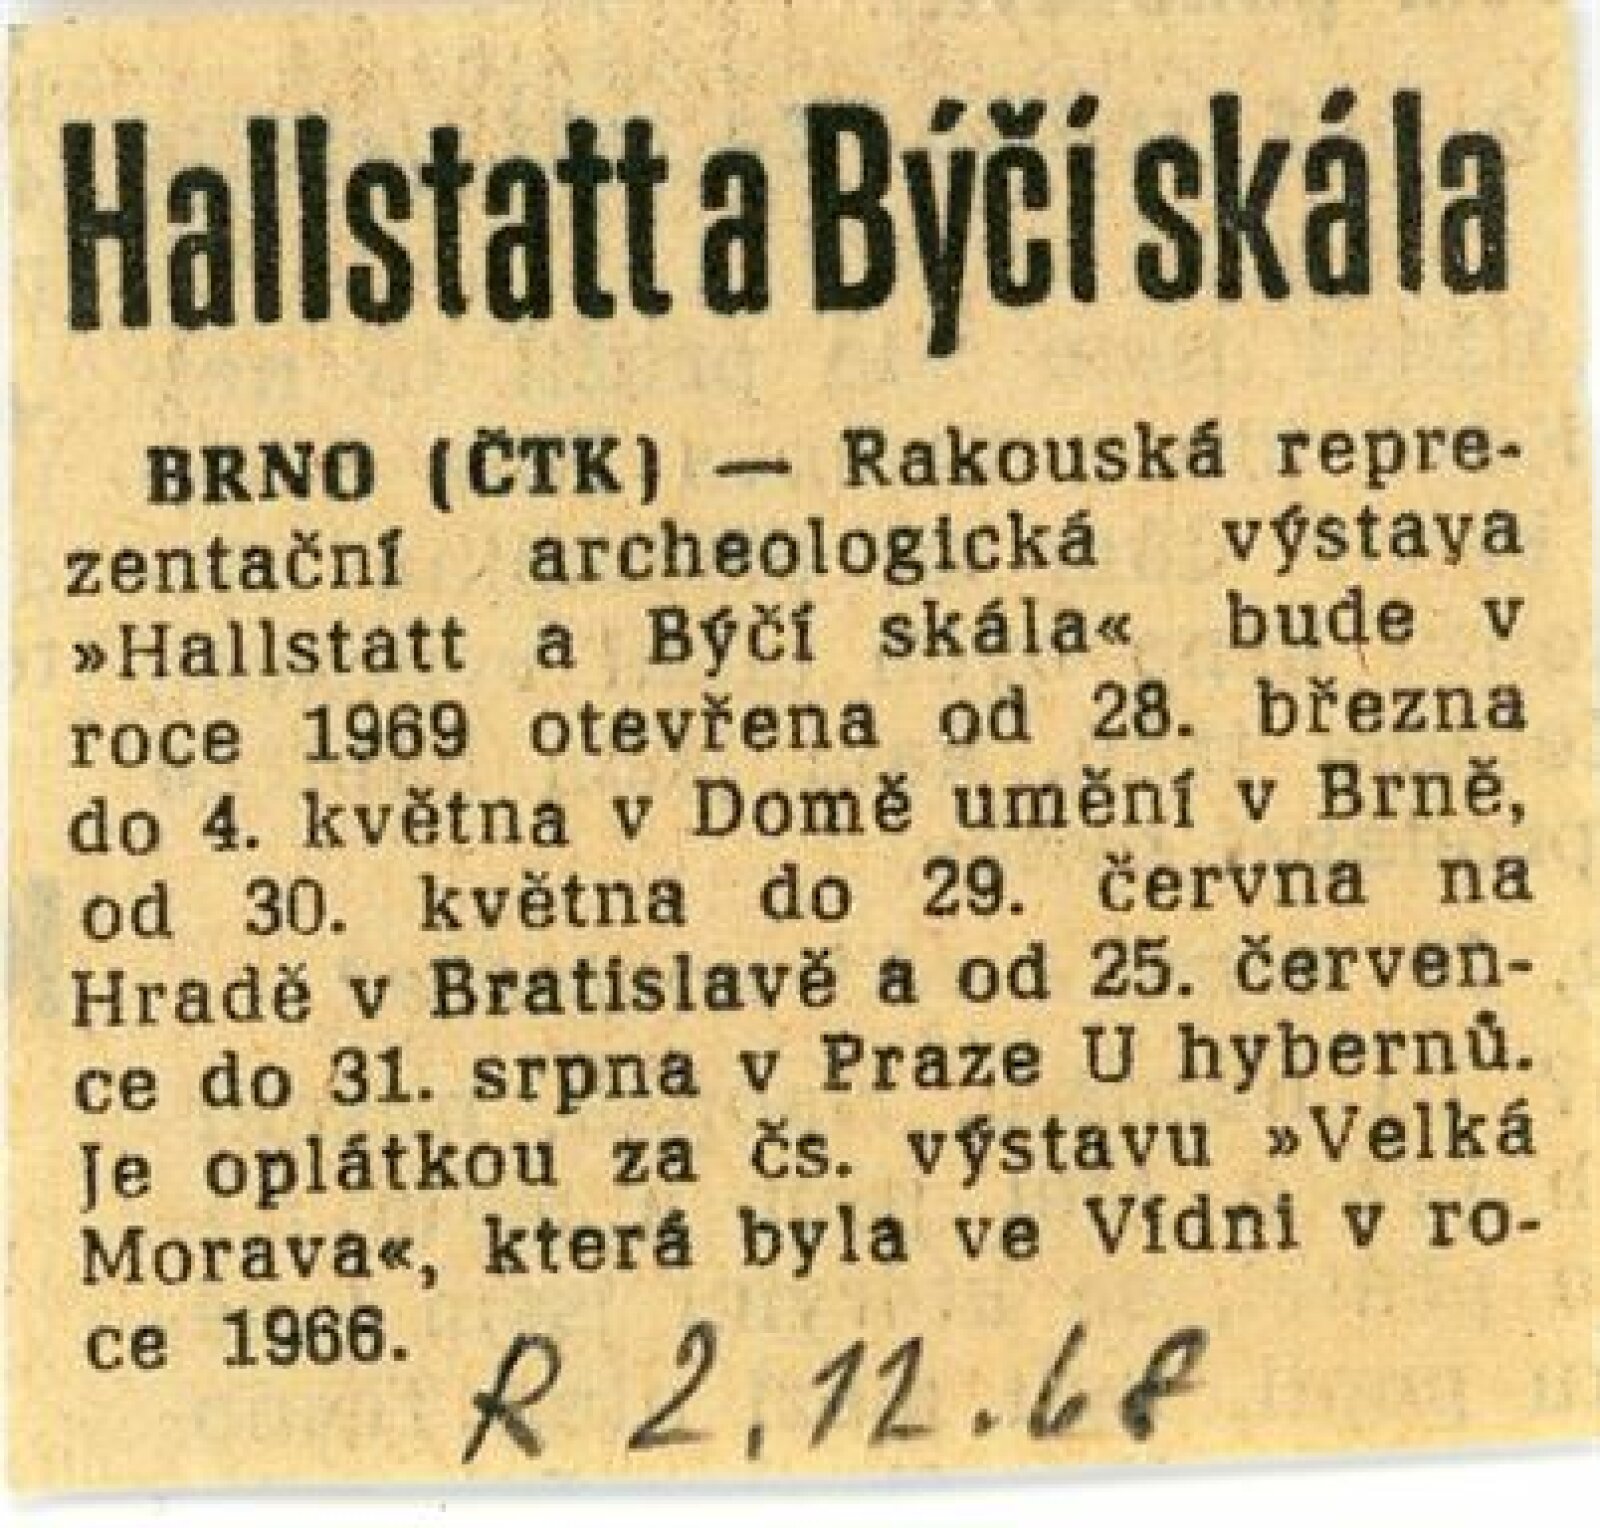 Hallstatt a Býčí skála
BRNO (ČTK) — Rakouská repre-
zentační archeologická výstava
»Hallstatt a Býčí skála« bude v
roce 1969 otevřena od 28. března
do 4. května v Domě umění v Brně,
od 30. května do 29. června na
Hradě v Bratislavě a od 25. červen-
ce do 31. srpna v Praze U hybernů.
Je oplátkou za čs. výstavu »Velká
Morava«, která byla ve Vídni v ro-
ce 1966.
R 2.12.68